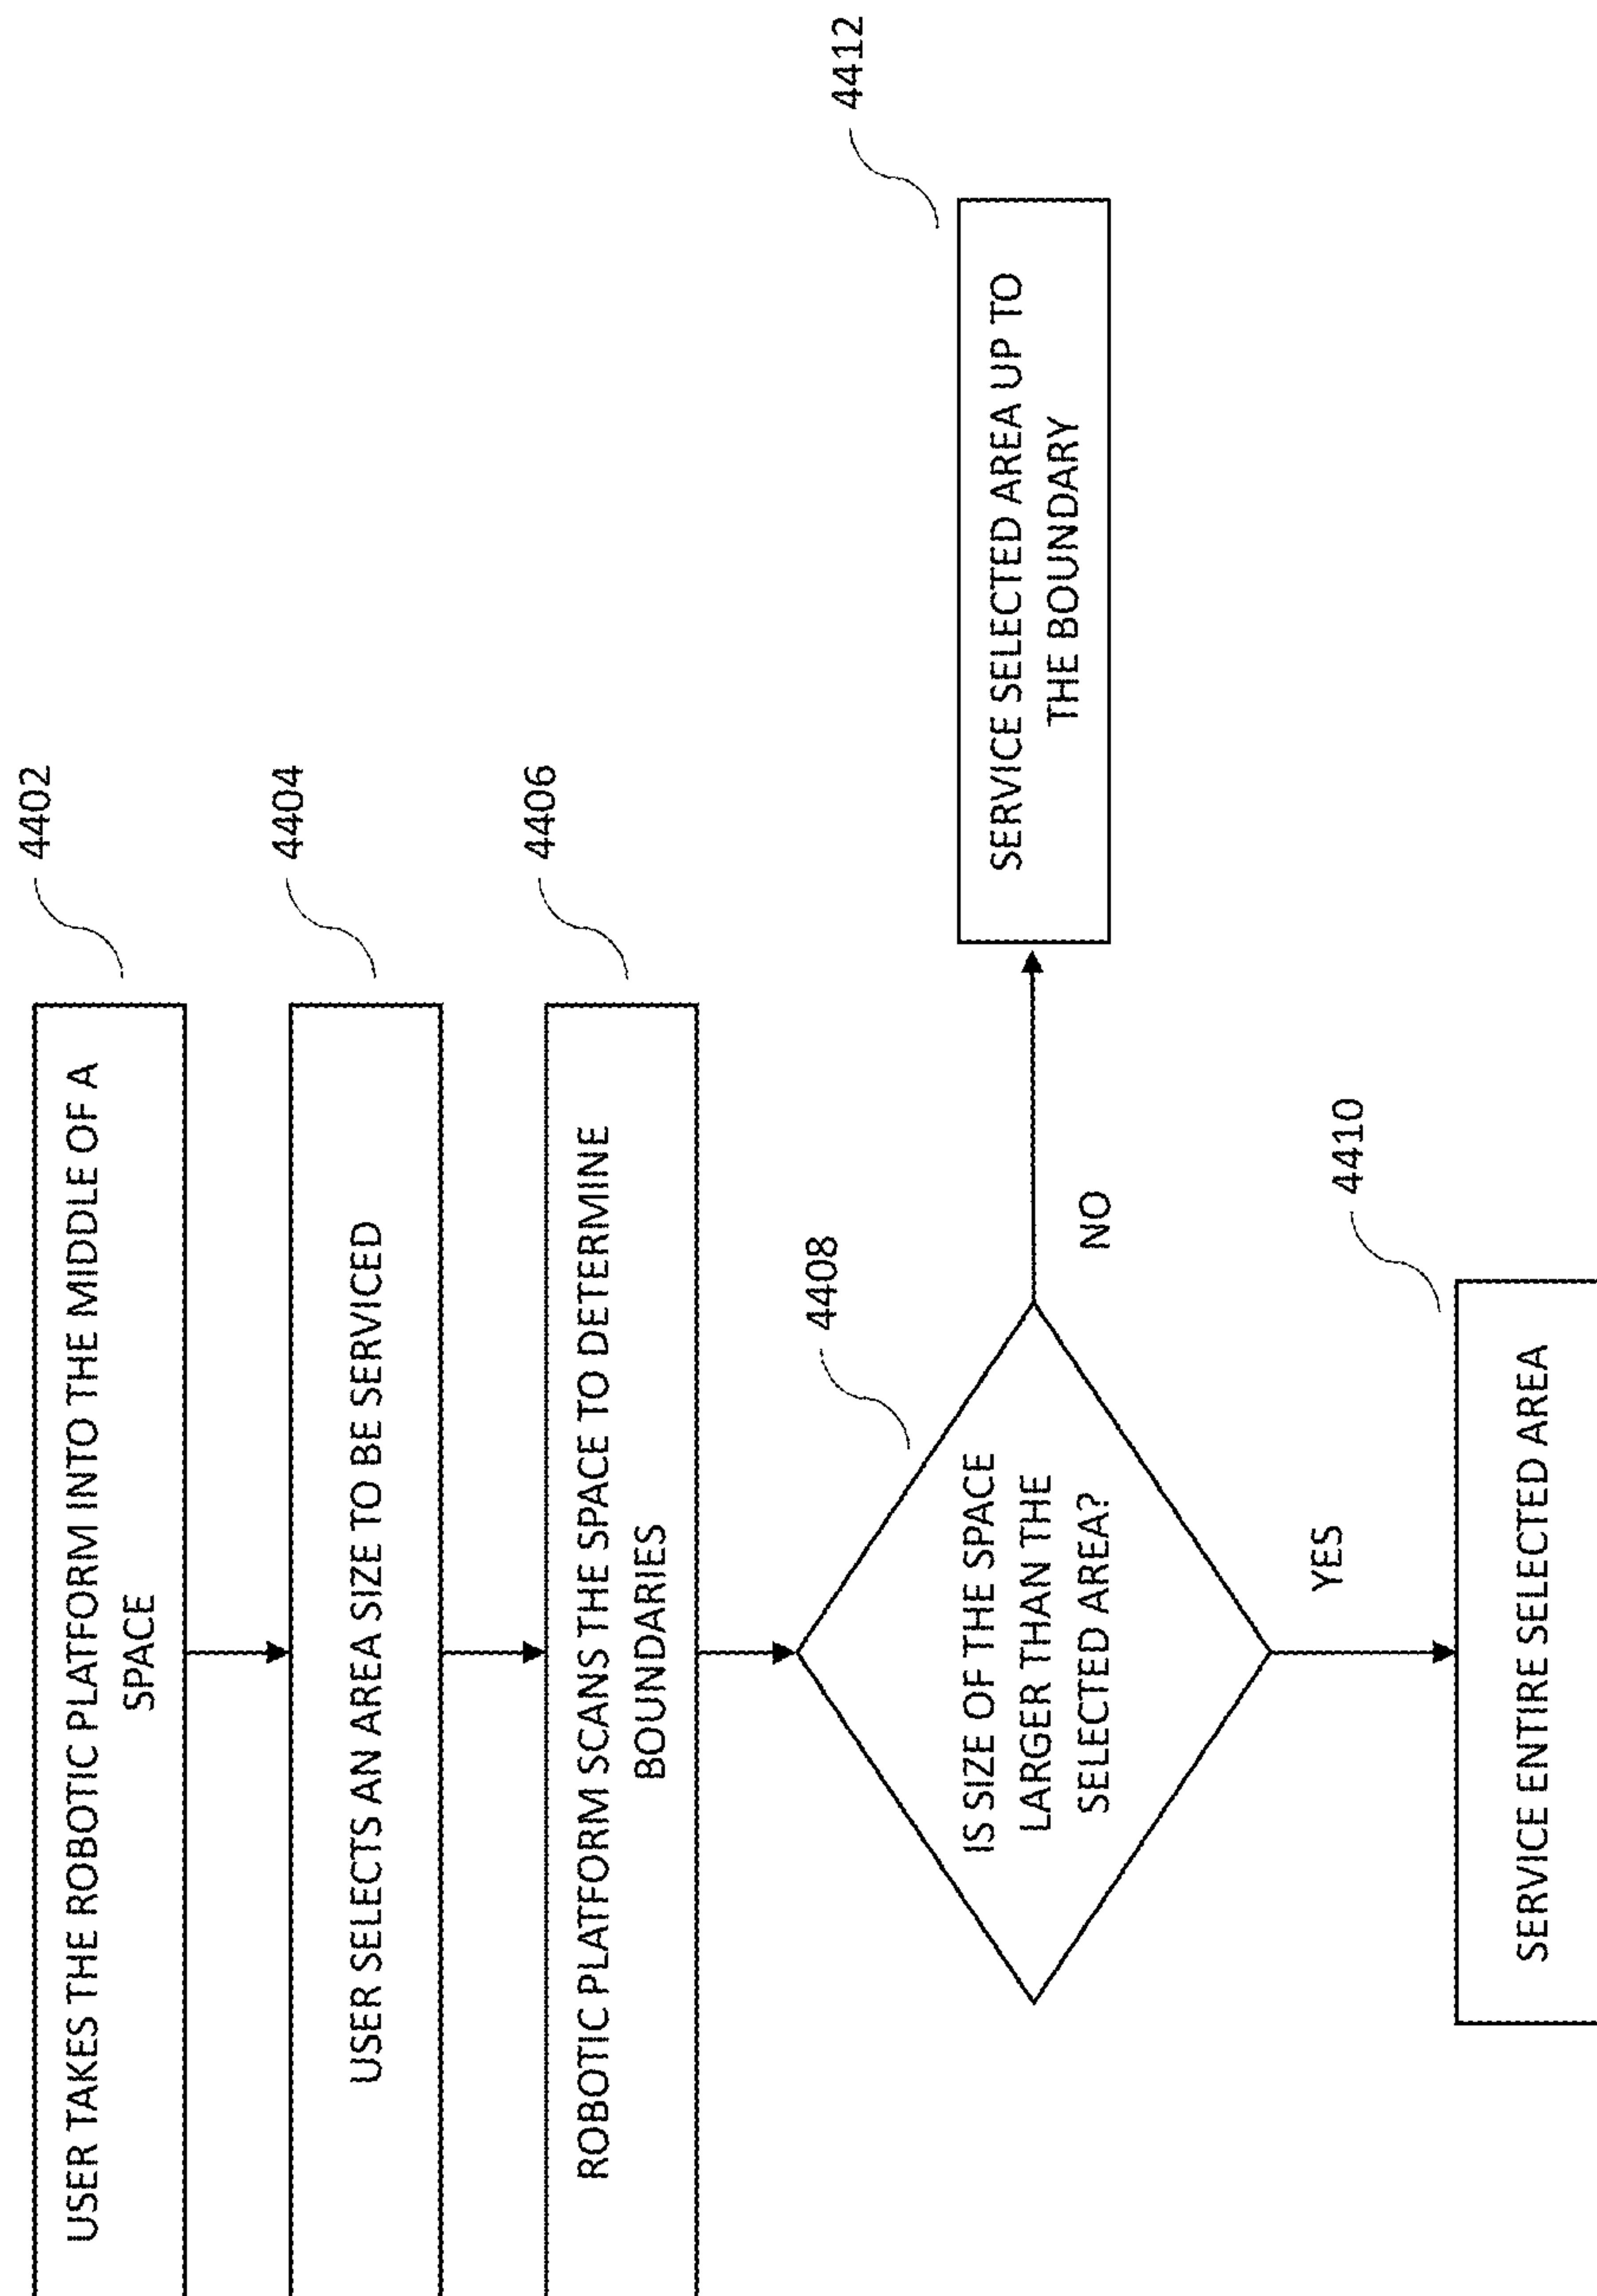 4402
USER TAKES THE ROBOTIC PLATFORM INTO THE MIDDLE OF A
SPACE
4404
USER SELECTS AN AREA SIZE TO BE SERVICED
4406
ROBOTIC PLATFORM SCANS THE SPACE TO DETERMINE
BOUNDARIES
4408
IS SIZE OF THE SPACE
LARGER THAN THE
SELECTED AREA?
NO
4412
SERVICE SELECTED AREA UP TO
THE BOUNDARY
YES
4410
SERVICE ENTIRE SELECTED AREA